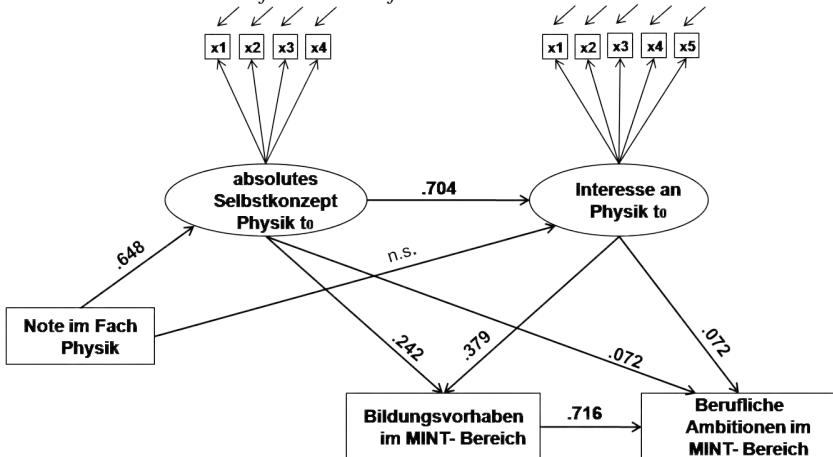 x1 x2 x3 x4
x1 x2 x3 x4 x5
absolutes
Selbstkonzept
Physik t0
.704
Interesse an
Physik t0
.648
n.s.
Note im Fach
Physik
.242
.379
.072
.072
Bildungsvorhaben
im MINT- Bereich
.716
Berufliche
Ambitionen im
MINT- Bereich